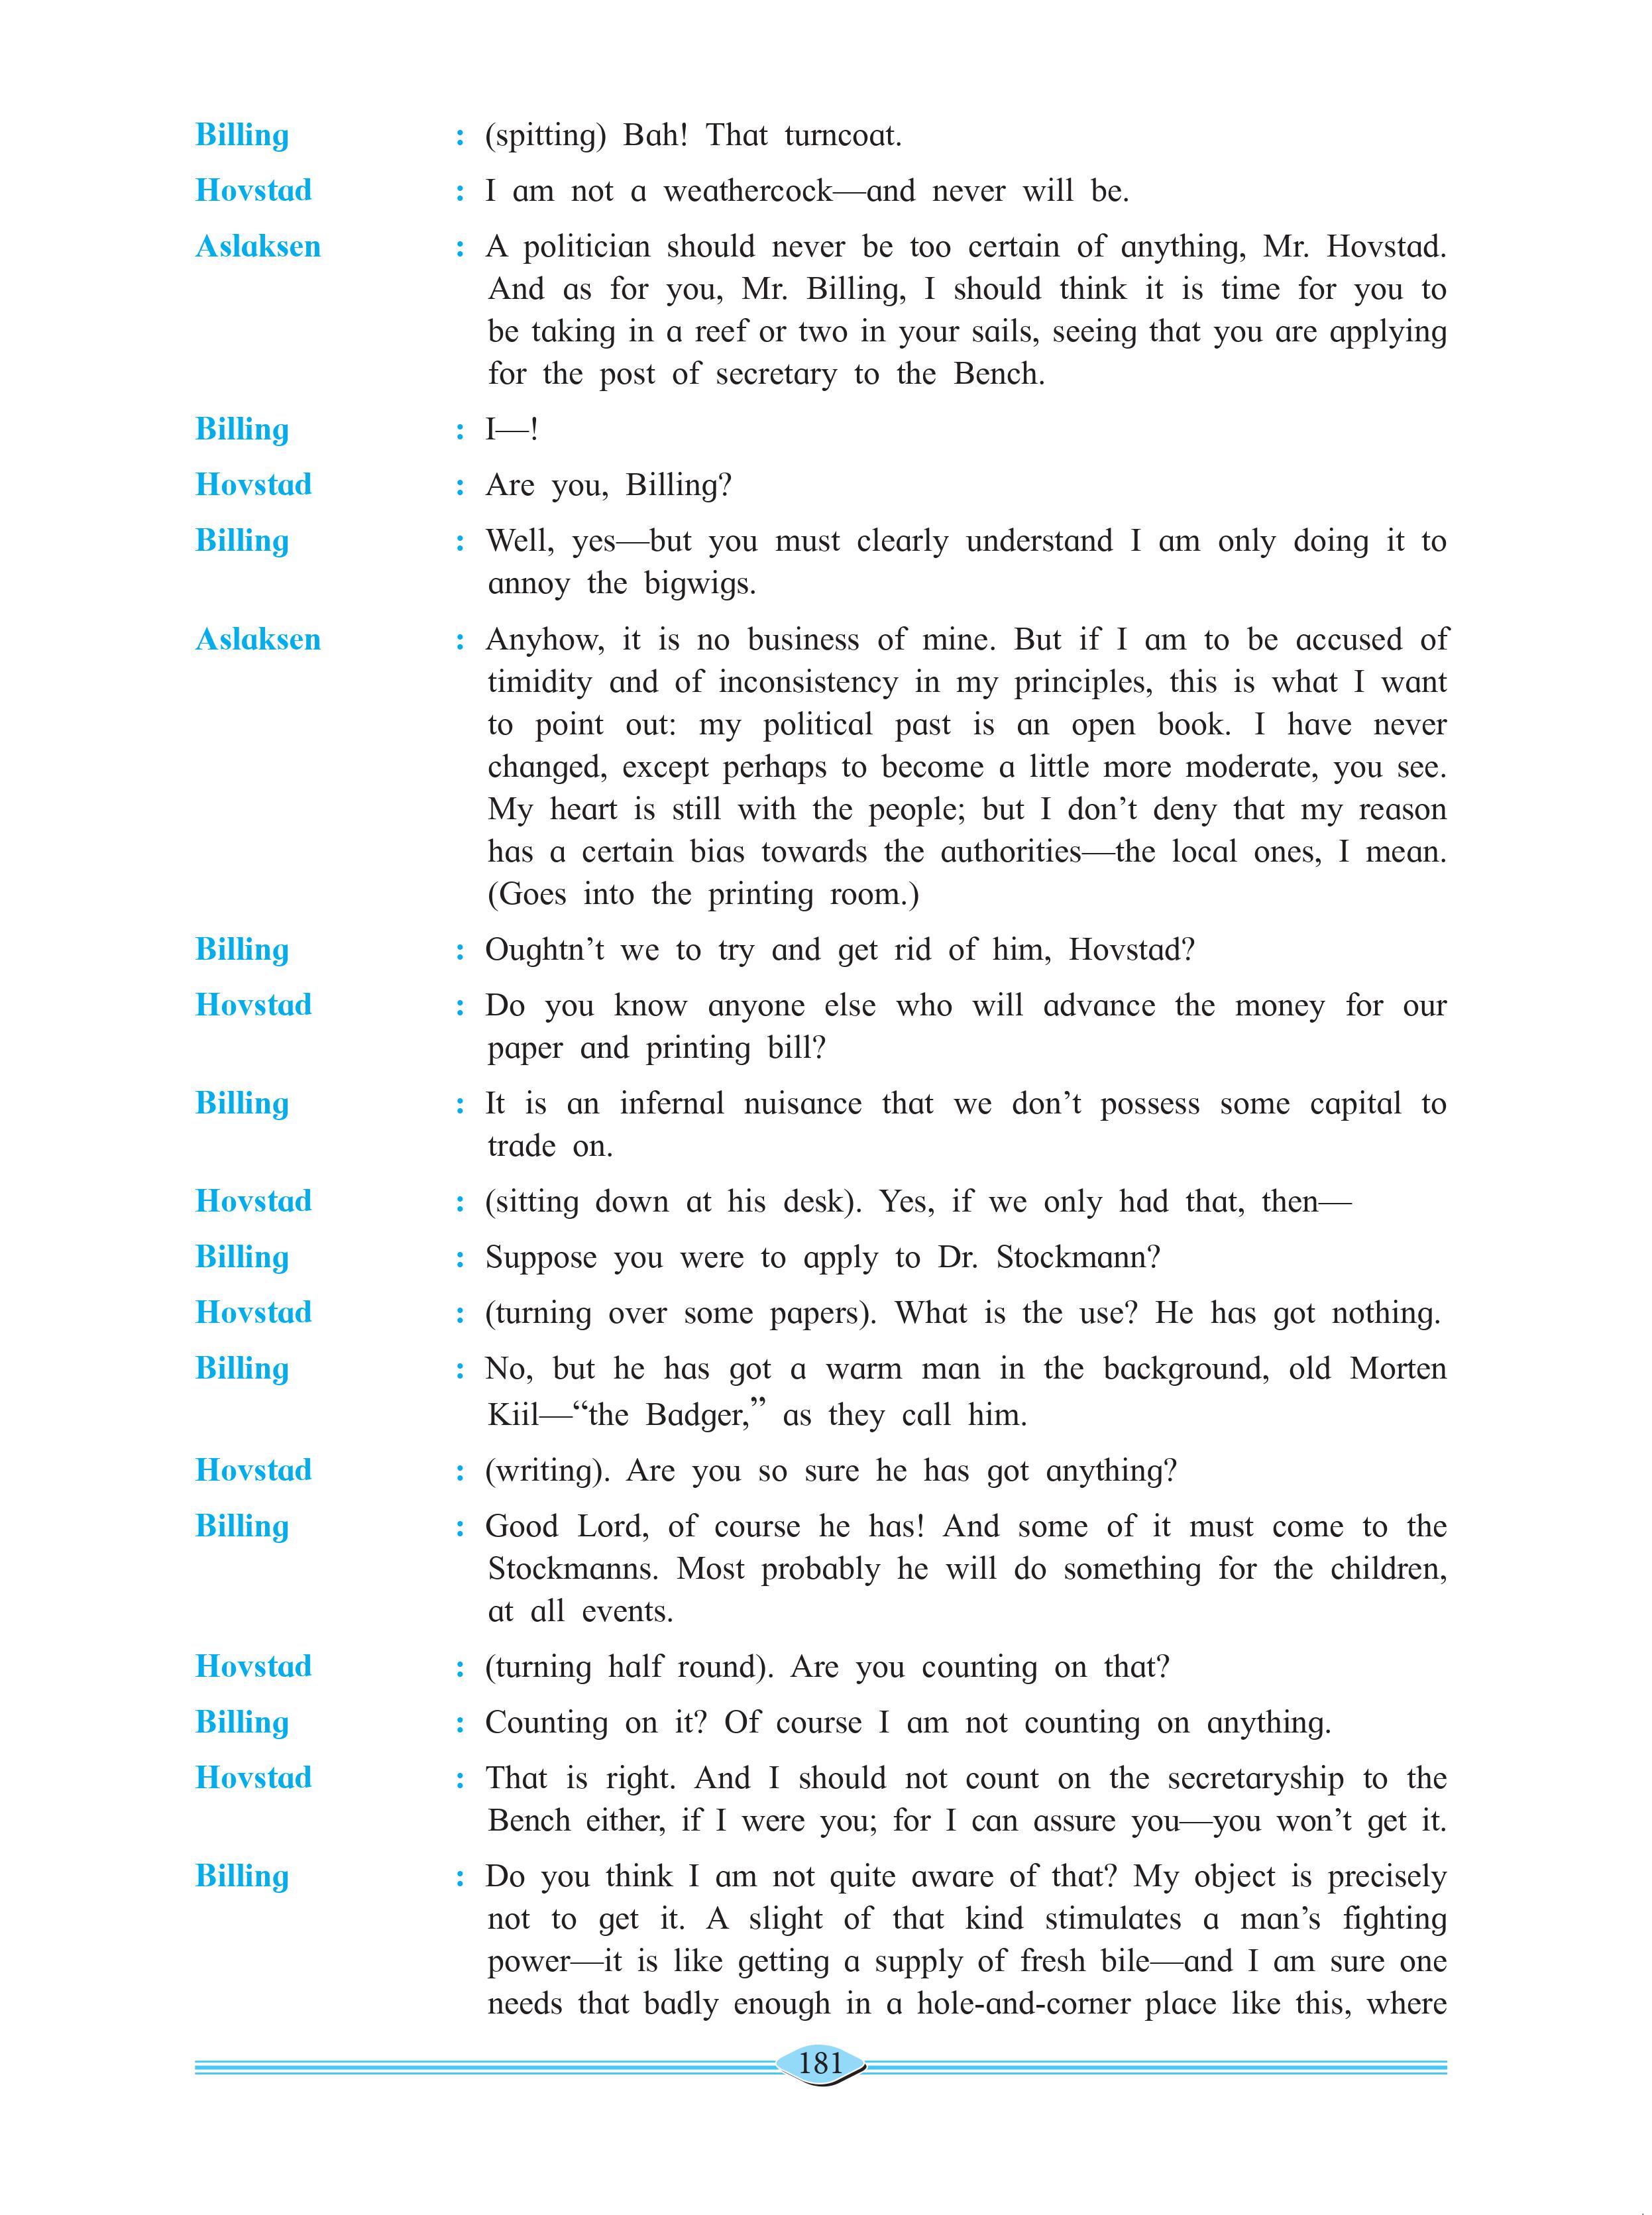 Billing : (spitting) Bah! That turncoat.
Hovstad : I am not a weathercock—and never will be.
Aslaksen : A politician should never be too certain of anything, Mr. Hovstad.
And as for you, Mr. Billing, I should think it is time for you to
be taking in a reef or two in your sails, seeing that you are applying
for the post of secretary to the Bench.
Billing : I—!
Hovstad : Are you, Billing?
Billing : Well, yes—but you must clearly understand I am only doing it to
annoy the bigwigs.
Aslaksen : Anyhow, it is no business of mine. But if I am to be accused of
timidity and of inconsistency in my principles, this is what I want
to point out: my political past is an open book. I have never
changed, except perhaps to become a little more moderate, you see.
My heart is still with the people; but I don’t deny that my reason
has a certain bias towards the authorities—the local ones, I mean.
(Goes into the printing room.)
Billing : Oughtn’t we to try and get rid of him, Hovstad?
Hovstad : Do you know anyone else who will advance the money for our
paper and printing bill?
Billing : It is an infernal nuisance that we don’t possess some capital to
trade on.
Hovstad : (sitting down at his desk). Yes, if we only had that, then—
Billing : Suppose you were to apply to Dr. Stockmann?
Hovstad : (turning over some papers). What is the use? He has got nothing.
Billing : No, but he has got a warm man in the background, old Morten
Kiil—“the Badger,” as they call him.
Hovstad : (writing). Are you so sure he has got anything?
Billing : Good Lord, of course he has! And some of it must come to the
Stockmanns. Most probably he will do something for the children,
at all events.
Hovstad : (turning half round). Are you counting on that?
Billing : Counting on it? Of course I am not counting on anything.
Hovstad : That is right. And I should not count on the secretaryship to the
Bench either, if I were you; for I can assure you—you won’t get it.
Billing : Do you think I am not quite aware of that? My object is precisely
not to get it. A slight of that kind stimulates a man’s fighting
power—it is like getting a supply of fresh bile—and I am sure one
needs that badly enough in a hole-and-corner place like this, where
181